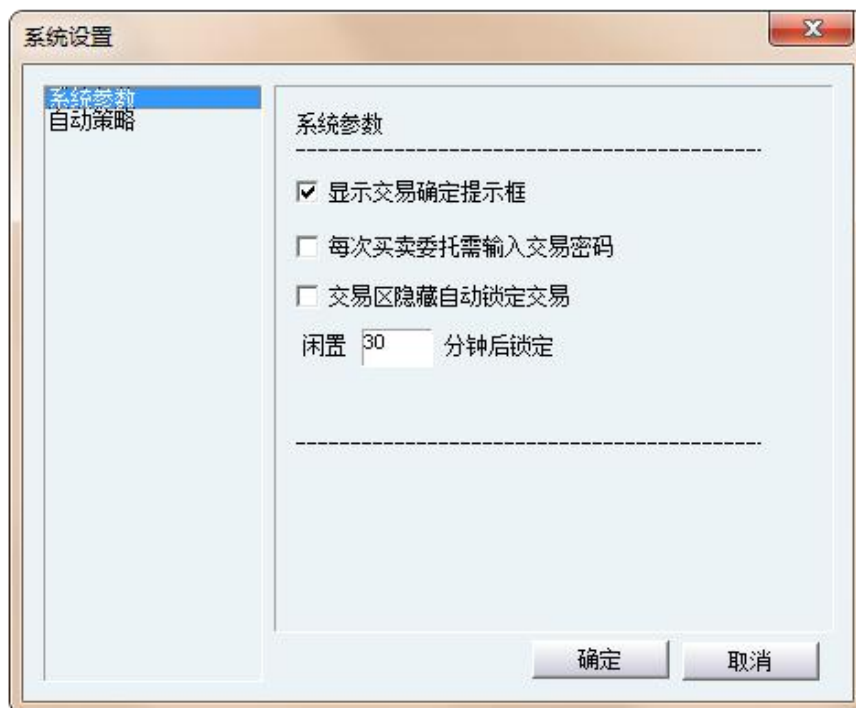 系统设置
系统参数
自动策略
系统参数
显示交易确定提示框
每次买卖委托需输入交易密码
交易区隐藏自动锁定交易
闲置 30 分钟后锁定
确定 取消